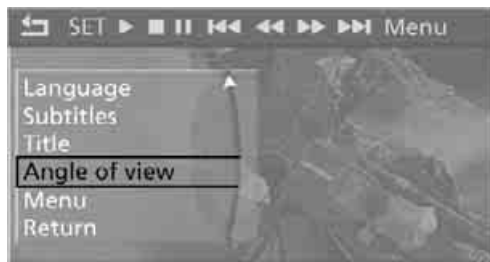 SET Menu
Language
Subtitles
Title
Angle of view
Menu
Return